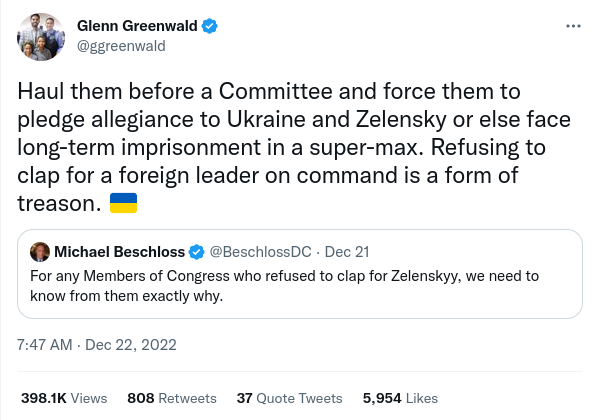 Glenn Greenwald
@ggreenwald
Haul them before a Committee and force them to
pledge allegiance to Ukraine and Zelensky or else face
long-term imprisonment in a super-max. Refusing to
clap for a foreign leader on command is a form of
treason. 🇺🇦
Michael Beschloss @BeschlossDC · Dec 21
For any Members of Congress who refused to clap for Zelenskyy, we need to
know from them exactly why.
7:47 AM · Dec 22, 2022
398.1K Views 808 Retweets 37 Quote Tweets 5,954 Likes